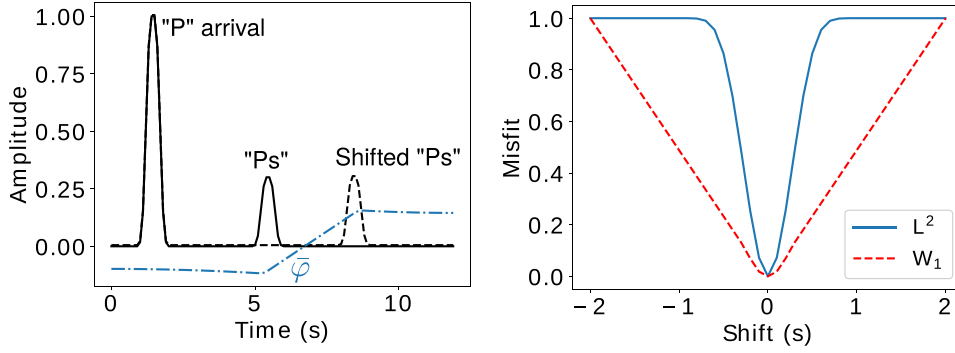 1.00
0.75
0.50
0.25
0.00
Amplitude
"P" arrival
"Ps"
Shifted "Ps"
φ̄
0
5
10
Time (s)
1.0
0.8
0.6
0.4
0.2
0.0
Misfit
L²
W₁
−2
−1
0
1
2
Shift (s)